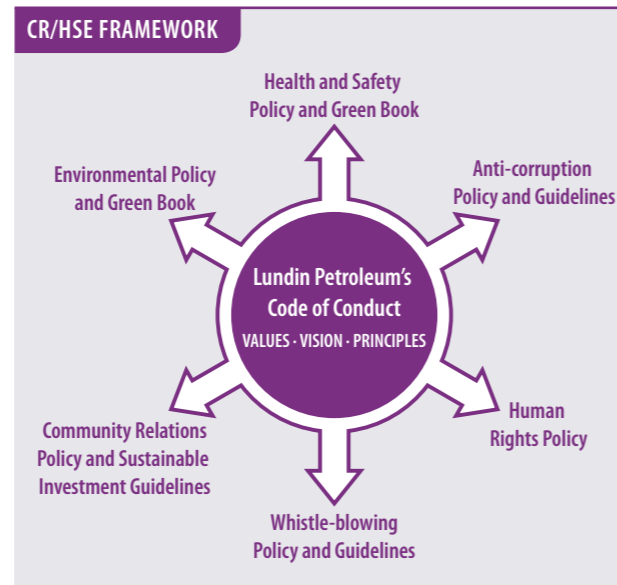 CR/HSE FRAMEWORK
Health and Safety
Policy and Green Book
Anti-corruption
Policy and Guidelines
Environmental Policy
and Green Book
Lundin Petroleum's
Code of Conduct
VALUES · VISION · PRINCIPLES
Human
Rights Policy
Community Relations
Policy and Sustainable
Investment Guidelines
Whistle-blowing
Policy and Guidelines